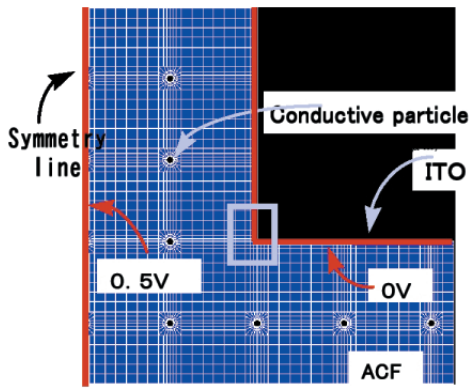 Conductive particle
Symmetry
line
ITO
0. 5V
0V
ACF